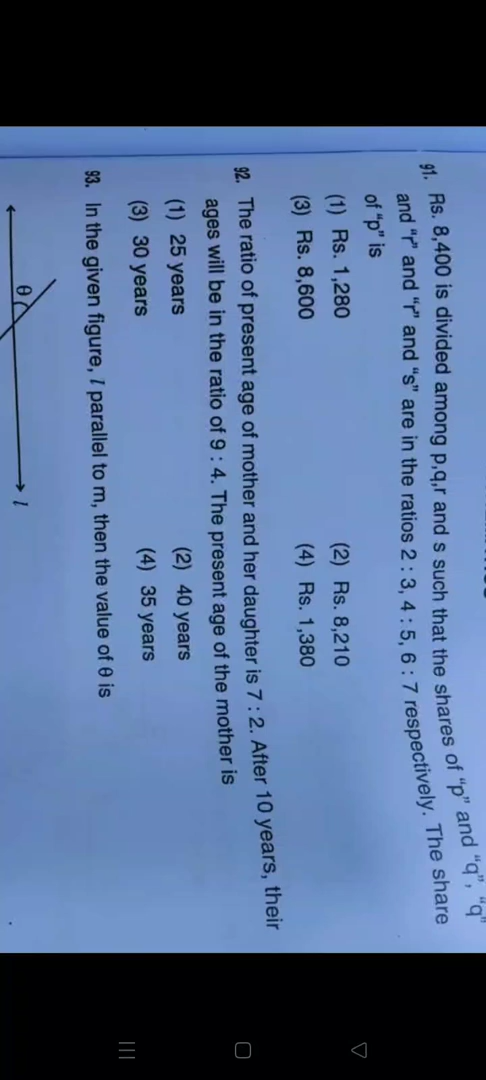 91. Rs. 8,400 is divided among p,q,r and s such that the shares of "p" and "q", "q"
and "r" and "r" and "s" are in the ratios 2 : 3, 4 : 5, 6 : 7 respectively. The share
of "p" is
(1) Rs. 1,280 (2) Rs. 8,210
(3) Rs. 8,600 (4) Rs. 1,380
92. The ratio of present age of mother and her daughter is 7 : 2. After 10 years, their
ages will be in the ratio of 9 : 4. The present age of the mother is
(1) 25 years (2) 40 years
(3) 30 years (4) 35 years
93. In the given figure, l parallel to m, then the value of θ is
θ
l